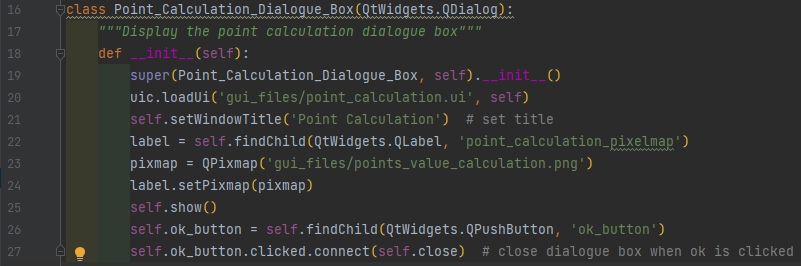 16 class Point_Calculation_Dialogue_Box(QtWidgets.QDialog):
17     """Display the point calculation dialogue box"""
18     def __init__(self):
19         super(Point_Calculation_Dialogue_Box, self).__init__()
20         uic.loadUi('gui_files/point_calculation.ui', self)
21         self.setWindowTitle('Point Calculation')  # set title
22         label = self.findChild(QtWidgets.QLabel, 'point_calculation_pixelmap')
23         pixmap = QPixmap('gui_files/points_value_calculation.png')
24         label.setPixmap(pixmap)
25         self.show()
26         self.ok_button = self.findChild(QtWidgets.QPushButton, 'ok_button')
27         self.ok_button.clicked.connect(self.close)  # close dialogue box when ok is clicked